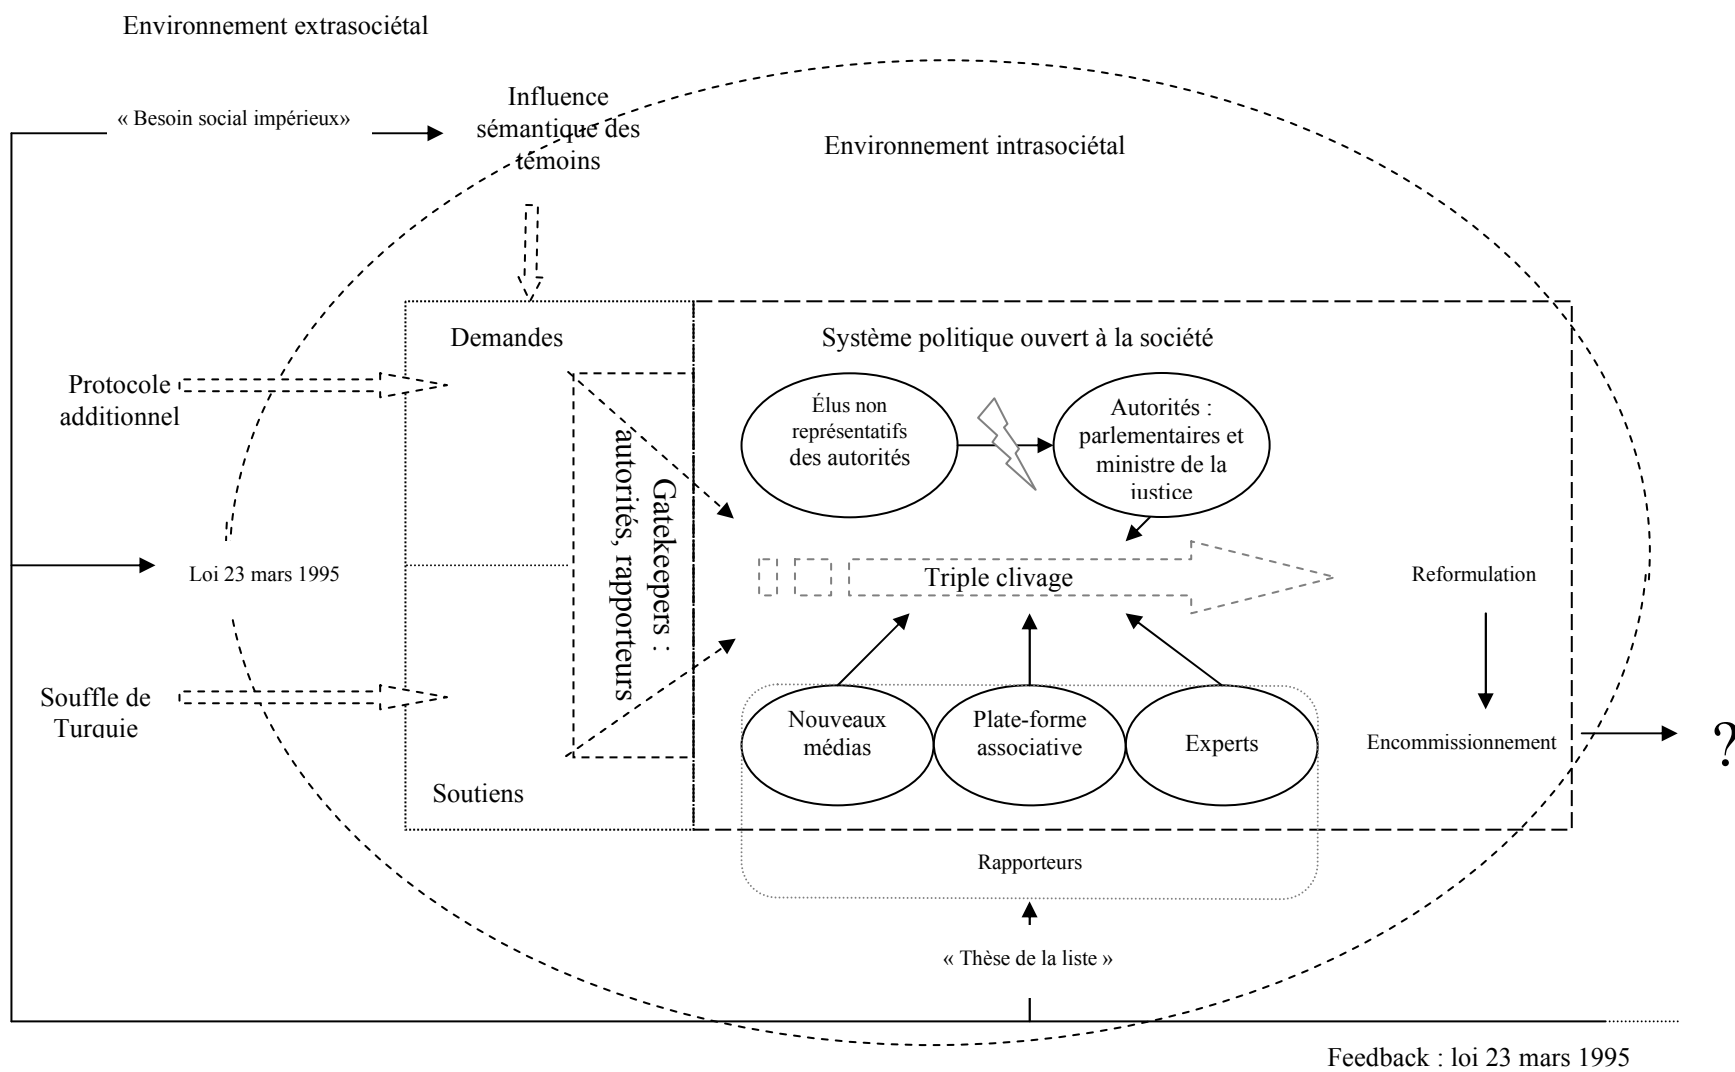 Environnement extrasociétal
« Besoin social impérieux»
Influence
sémantique des
témoins
Environnement intrasociétal
Demandes
Système politique ouvert à la société
Protocole
additionnel
Élus non
représentatifs
des autorités
Autorités :
parlementaires et
ministre de la
justice
Gatekeepers :
autorités, rapporteurs
Loi 23 mars 1995
Triple clivage
Reformulation
Souffle de
Turquie
Nouveaux
médias
Plate-forme
associative
Experts
Encommissionnement
?
Soutiens
Rapporteurs
« Thèse de la liste »
Feedback : loi 23 mars 1995